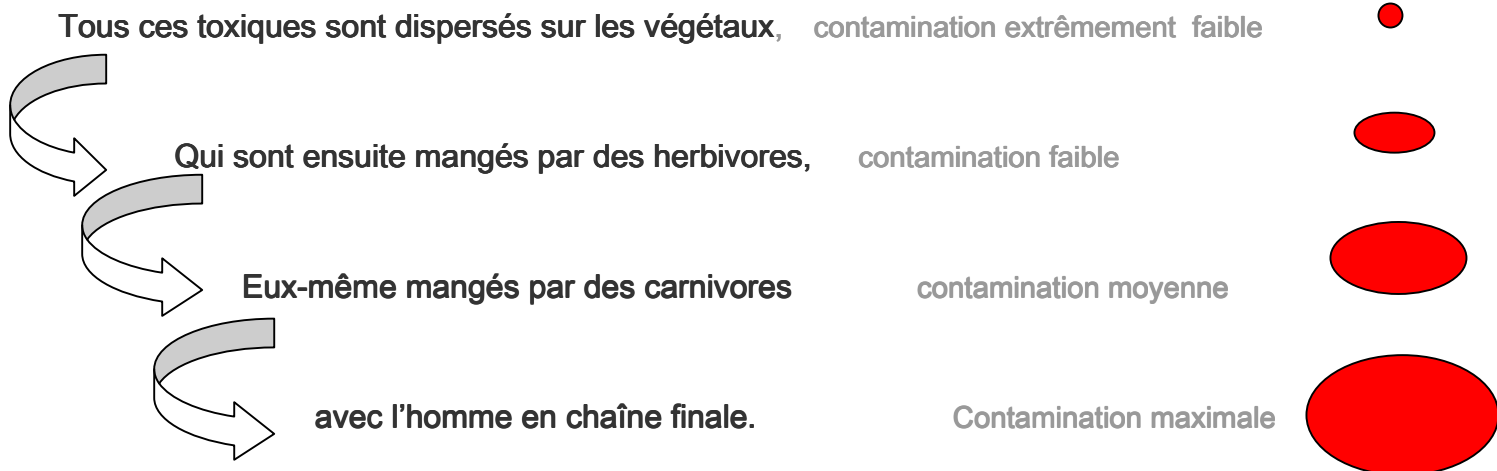 Tous ces toxiques sont dispersés sur les végétaux, contamination extrêmement faible
Qui sont ensuite mangés par des herbivores, contamination faible
Eux-même mangés par des carnivores contamination moyenne
avec l’homme en chaîne finale. Contamination maximale